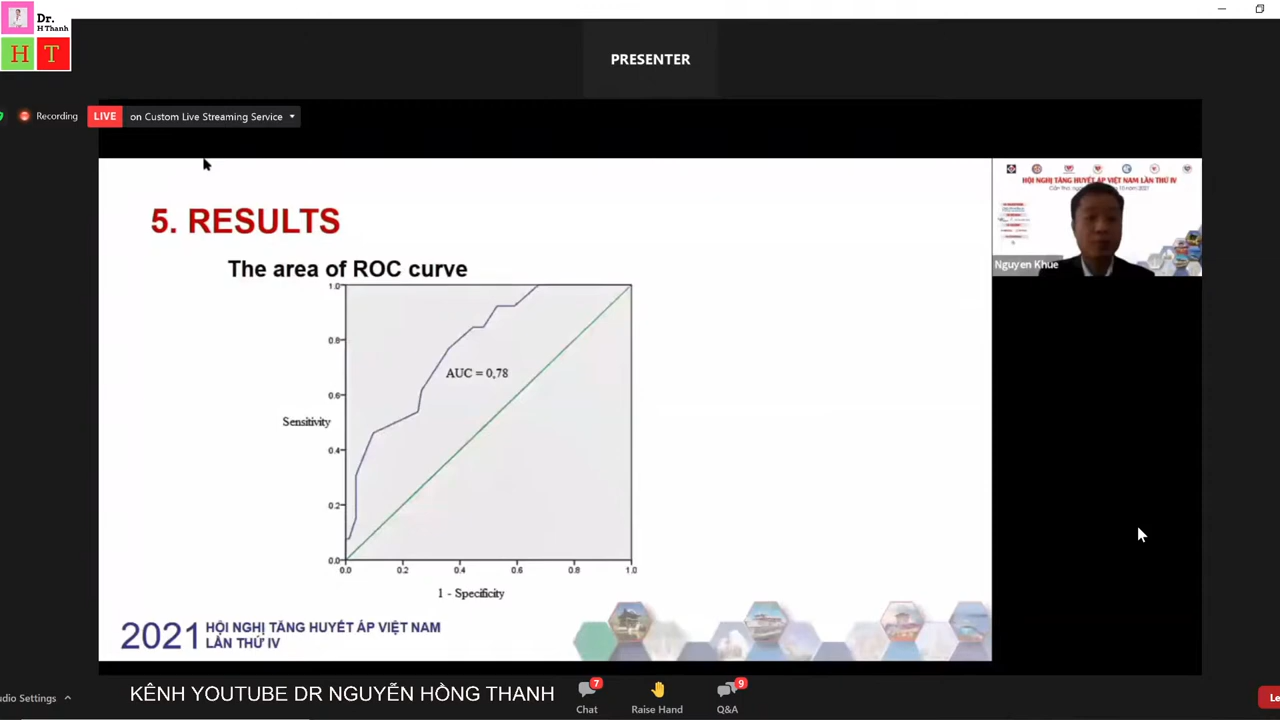 Dr.
H Thanh
H T
PRESENTER
Recording
LIVE
on Custom Live Streaming Service
5. RESULTS
The area of ROC curve
1.0
0.8
AUC = 0,78
0.6
Sensitivity
0.4
0.2
0.0
0.0 0.2 0.4 0.6 0.8 1.0
1 - Specificity
2021 HỘI NGHỊ TĂNG HUYẾT ÁP VIỆT NAM
LẦN THỨ IV
HỘI NGHỊ TĂNG HUYẾT ÁP VIỆT NAM LẦN THỨ IV
Nguyen Khue
KÊNH YOUTUBE DR NGUYỄN HỒNG THANH
7
Chat
Raise Hand
9
Q&A